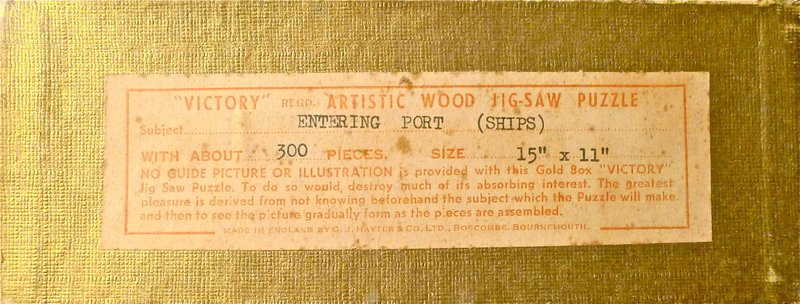 "VICTORY" REGD. ARTISTIC WOOD JIG-SAW PUZZLE
Subject ENTERING PORT (SHIPS)
WITH ABOUT 300 PIECES. SIZE 15" x 11"
NO GUIDE PICTURE OR ILLUSTRATION is provided with this Gold Box "VICTORY"
Jig Saw Puzzle. To do so would destroy much of its absorbing interest. The greatest
pleasure is derived from not knowing beforehand the subject which the Puzzle will make
and then to see the picture gradually form as the pieces are assembled.
MADE IN ENGLAND BY G. J. HAYTER & CO. LTD., BOSCOMBE, BOURNEMOUTH.